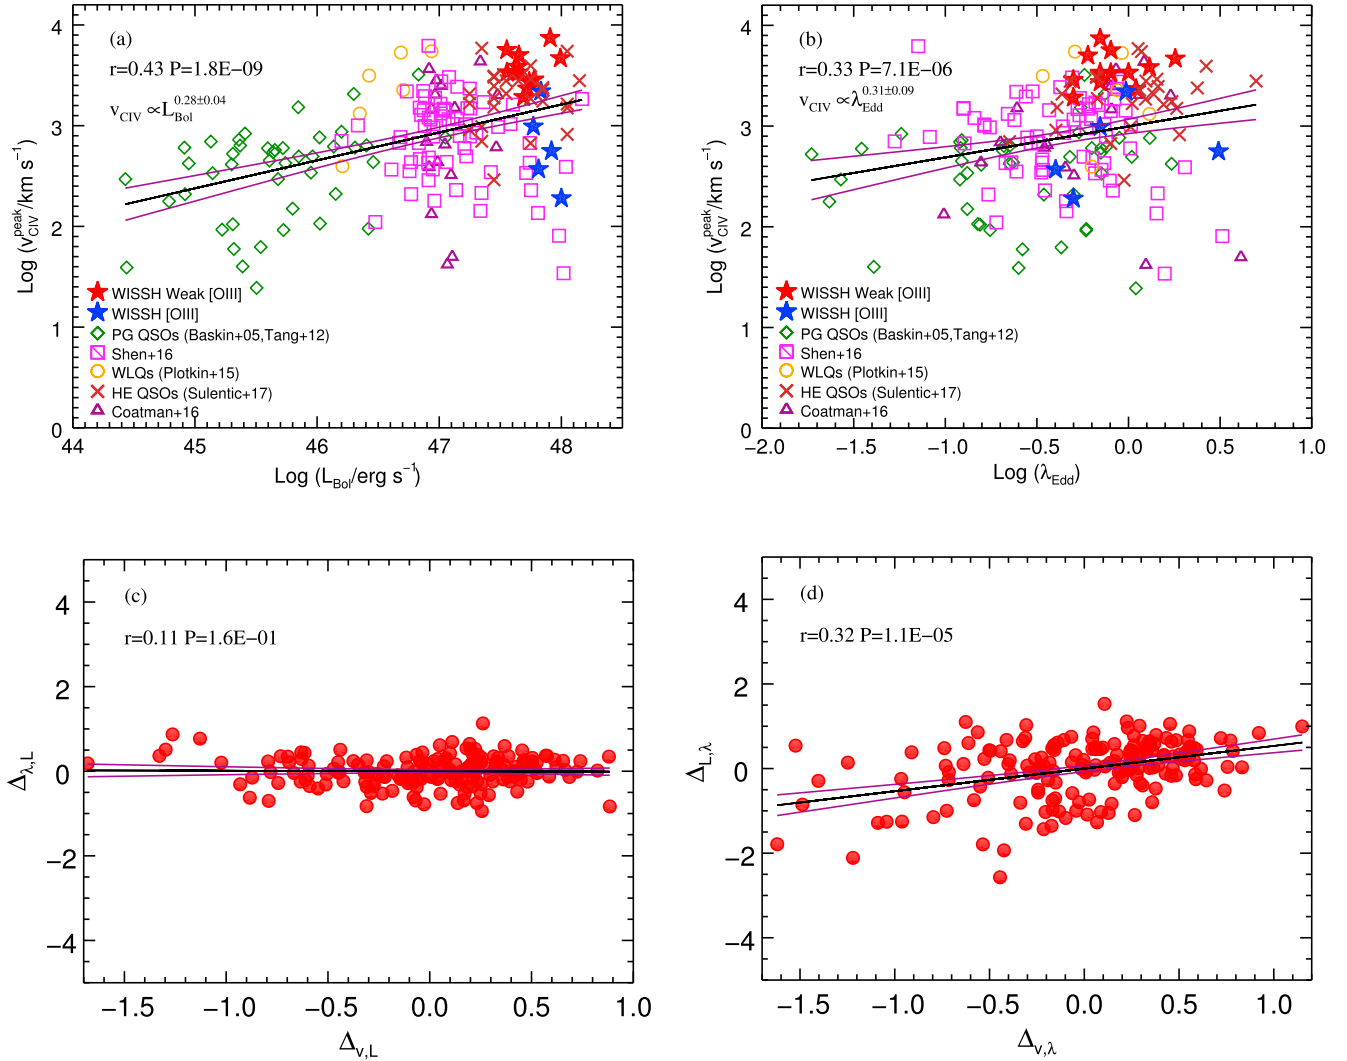 (a)
r=0.43 P=1.8E−09
v_CIV ∝L_Bol^0.28±0.04
Log (v_CIV^peak/km s⁻¹)
4
3
2
1
0
WISSH Weak [OIII]
WISSH [OIII]
PG QSOs (Baskin+05,Tang+12)
Shen+16
WLQs (Plotkin+15)
HE QSOs (Sulentic+17)
Coatman+16
44 45 46 47 48
Log (L_Bol/erg s⁻¹)
(b)
r=0.33 P=7.1E−06
v_CIV ∝λ_Edd^0.31±0.09
Log (v_CIV^peak/km s⁻¹)
4
3
2
1
0
WISSH Weak [OIII]
WISSH [OIII]
PG QSOs (Baskin+05,Tang+12)
Shen+16
WLQs (Plotkin+15)
HE QSOs (Sulentic+17)
Coatman+16
−2.0 −1.5 −1.0 −0.5 0.0 0.5 1.0
Log (λ_Edd)
(c)
r=0.11 P=1.6E−01
Δ_λ,L
4
2
0
−2
−4
−1.5 −1.0 −0.5 0.0 0.5 1.0
Δ_v,L
(d)
r=0.32 P=1.1E−05
Δ_L,λ
4
2
0
−2
−4
−1.5 −1.0 −0.5 0.0 0.5 1.0
Δ_v,λ